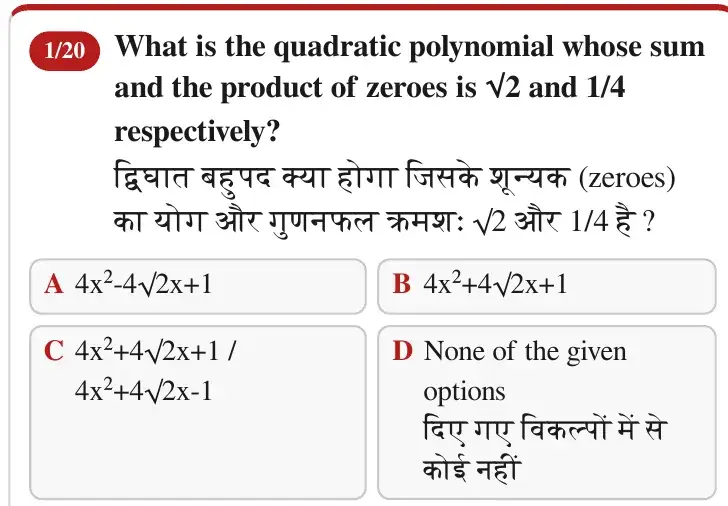 1/20 What is the quadratic polynomial whose sum
and the product of zeroes is √2 and 1/4
respectively?
द्विघात बहुपद क्या होगा जिसके शून्यक (zeroes)
का योग और गुणनफल क्रमशः √2 और 1/4 है ?
A 4x²-4√2x+1
B 4x²+4√2x+1
C 4x²+4√2x+1 /
4x²+4√2x-1
D None of the given
options
दिए गए विकल्पों में से
कोई नहीं